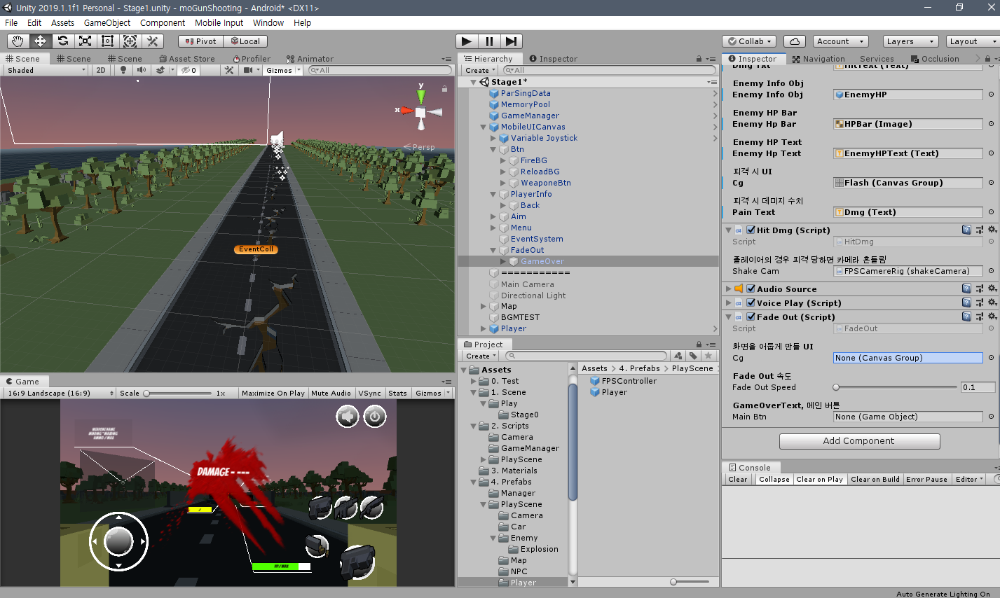 Unity 2019.1.1f1 Personal - Stage1.unity - moGunShooting - Android* <DX11>
File Edit Assets GameObject Component Mobile Input Window Help
Pivot Local
Collab Account Layers Layout
Scene Scene Scene Asset Store Profiler Animator
Shaded 2D 0 Gizmos All
y
x
Persp
EventColl
Hierarchy Inspector
Create All
Stage1*
ParSingData
MemoryPool
GameManager
MobileUICanvas
Variable Joystick
Btn
FireBG
ReloadBG
WeaponeBtn
PlayerInfo
Back
Aim
Menu
EventSystem
FadeOut
GameOver
===========
Main Camera
Directional Light
Map
BGMTEST
Player
Inspector Navigation Services Occlusion
Dmg Txt HitText (Text)
Enemy Info Obj
Enemy Info Obj EnemyHP
Enemy HP Bar
Enemy Hp Bar HPBar (Image)
Enemy HP Text
Enemy Hp Text EnemyHPText (Text)
피격 시 UI
Cg Flash (Canvas Group)
피격 시 데미지 수치
Pain Text Dmg (Text)
Hit Dmg (Script)
Script HitDmg
플레이어의 경우 피격 당하면 카메라 흔들림
Shake Cam FPSCamereRig (shakeCamera)
Audio Source
Voice Play (Script)
Fade Out (Script)
Script FadeOut
화면을 어둡게 만들 UI
Cg None (Canvas Group)
Fade Out 속도
Fade Out Speed 0.1
GameOverText, 메인 버튼
Main Btn None (Game Object)
Add Component
Game
16:9 Landscape (16:9) Scale 1x Maximize On Play Mute Audio VSync Stats Gizmos
DAMAGE - ---
HP / MAX
Project
Create
Assets
0. Test
1. Scene
Play
Stage0
2. Scripts
Camera
GameManager
PlayScene
3. Materials
4. Prefabs
Manager
PlayScene
Camera
Car
Enemy
Explosion
Map
NPC
Player
Assets > 4. Prefabs > PlayScene >
FPSController
Player
Console
Clear Collapse Clear on Play Clear on Build Error Pause Editor
Auto Generate Lighting On